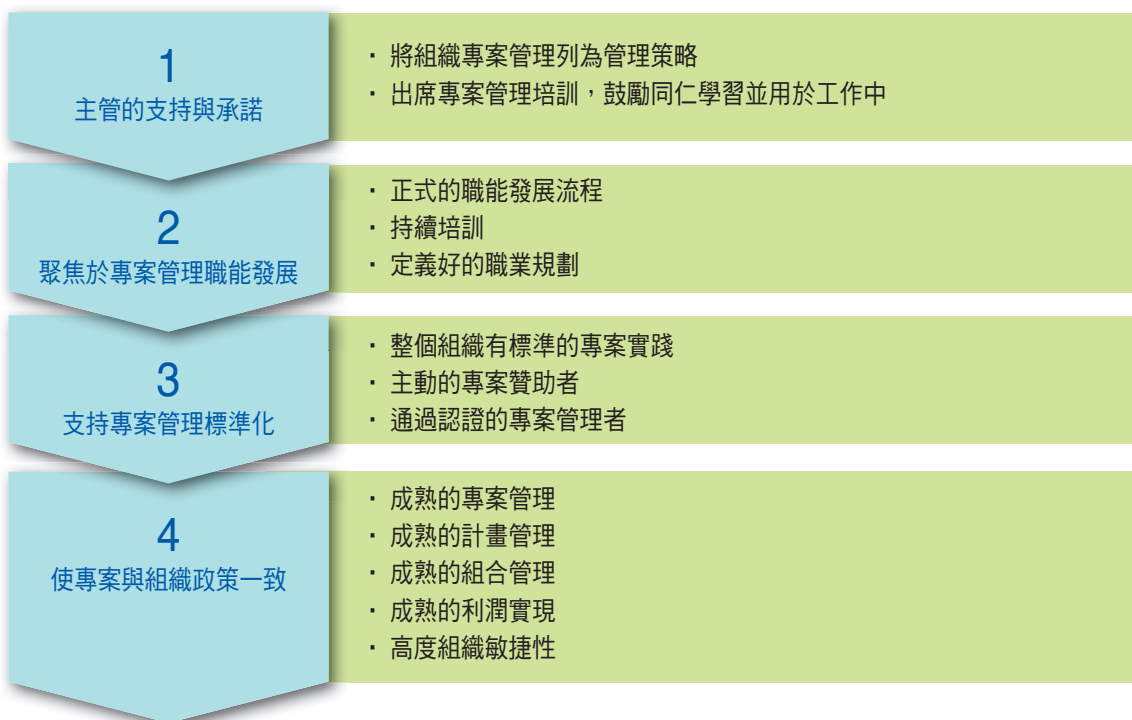 1
主管的支持與承諾
・將組織專案管理列為管理策略
・出席專案管理培訓，鼓勵同仁學習並用於工作中
2
聚焦於專案管理職能發展
・正式的職能發展流程
・持續培訓
・定義好的職業規劃
3
支持專案管理標準化
・整個組織有標準的專案實踐
・主動的專案贊助者
・通過認證的專案管理者
4
使專案與組織政策一致
・成熟的專案管理
・成熟的計畫管理
・成熟的組合管理
・成熟的利潤實現
・高度組織敏捷性